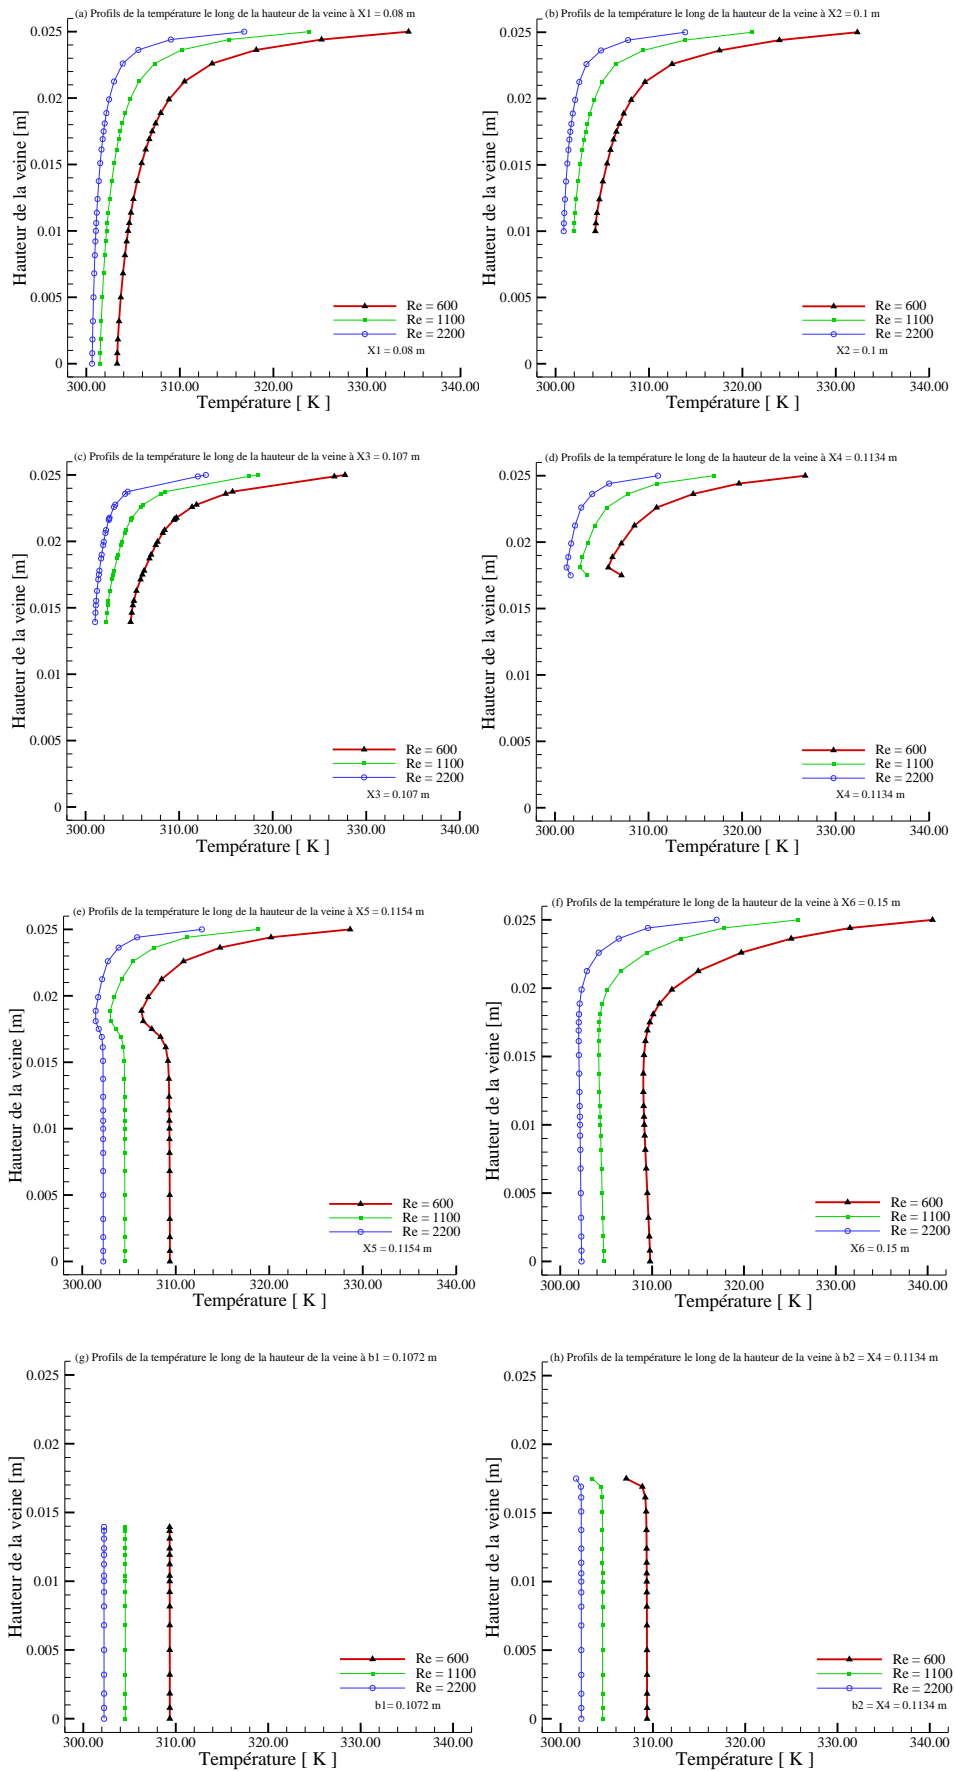 (a) Profils de la température le long de la hauteur de la veine à X1 = 0.08 m
Hauteur de la veine [m]
0.025
0.02
0.015
0.01
0.005
0
Re = 600
Re = 1100
Re = 2200
X1 = 0.08 m
300.00 310.00 320.00 330.00 340.00
Température [ K ]
(b) Profils de la température le long de la hauteur de la veine à X2 = 0.1 m
Hauteur de la veine [m]
0.025
0.02
0.015
0.01
0.005
0
Re = 600
Re = 1100
Re = 2200
X2 = 0.1 m
300.00 310.00 320.00 330.00 340.00
Température [ K ]
(c) Profils de la température le long de la hauteur de la veine à X3 = 0.107 m
Hauteur de la veine [m]
0.025
0.02
0.015
0.01
0.005
0
Re = 600
Re = 1100
Re = 2200
X3 = 0.107 m
300.00 310.00 320.00 330.00 340.00
Température [ K ]
(d) Profils de la température le long de la hauteur de la veine à X4 = 0.1134 m
Hauteur de la veine [m]
0.025
0.02
0.015
0.01
0.005
0
Re = 600
Re = 1100
Re = 2200
X4 = 0.1134 m
300.00 310.00 320.00 330.00 340.00
Température [ K ]
(e) Profils de la température le long de la hauteur de la veine à X5 = 0.1154 m
Hauteur de la veine [m]
0.025
0.02
0.015
0.01
0.005
0
Re = 600
Re = 1100
Re = 2200
X5 = 0.1154 m
300.00 310.00 320.00 330.00 340.00
Température [ K ]
(f) Profils de la température le long de la hauteur de la veine à X6 = 0.15 m
Hauteur de la veine [m]
0.025
0.02
0.015
0.01
0.005
0
Re = 600
Re = 1100
Re = 2200
X6 = 0.15 m
300.00 310.00 320.00 330.00 340.00
Température [ K ]
(g) Profils de la température le long de la hauteur de la veine à b1 = 0.1072 m
Hauteur de la veine [m]
0.025
0.02
0.015
0.01
0.005
0
Re = 600
Re = 1100
Re = 2200
b1= 0.1072 m
300.00 310.00 320.00 330.00 340.00
Température [ K ]
(h) Profils de la température le long de la hauteur de la veine à b2 = X4 = 0.1134 m
Hauteur de la veine [m]
0.025
0.02
0.015
0.01
0.005
0
Re = 600
Re = 1100
Re = 2200
b2 = X4 = 0.1134 m
300.00 310.00 320.00 330.00 340.00
Température [ K ]